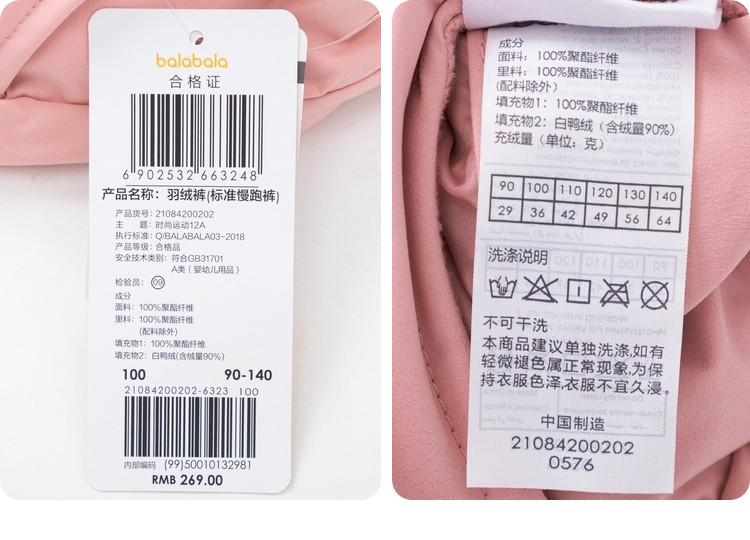 balabala
合格证
6 902532 663248
产品名称：羽绒裤(标准慢跑裤)
产品货号：21084200202
主　题：时尚运动12A
执行标准：Q/BALABALA03-2018
产品等级：合格品
安全技术类别：符合GB31701
A类（婴幼儿用品）
检验员：09
成分
面料：100%聚酯纤维
里料：100%聚酯纤维
(配料除外)
填充物1：100%聚酯纤维
填充物2：白鸭绒(含绒量90%)
100 90-140
21084200202-6323 100
内部编码 (99)50010132981
RMB 269.00
成分
面料：100%聚酯纤维
里料：100%聚酯纤维
(配料除外)
填充物1：100%聚酯纤维
填充物2：白鸭绒（含绒量90%）
充绒量（单位：克）
90 100 110 120 130 140
29 36 42 49 56 64
洗涤说明
不可干洗
本商品建议单独洗涤,如有
轻微褪色属正常现象,为保
持衣服色泽,衣服不宜久浸。
中国制造
21084200202
0576